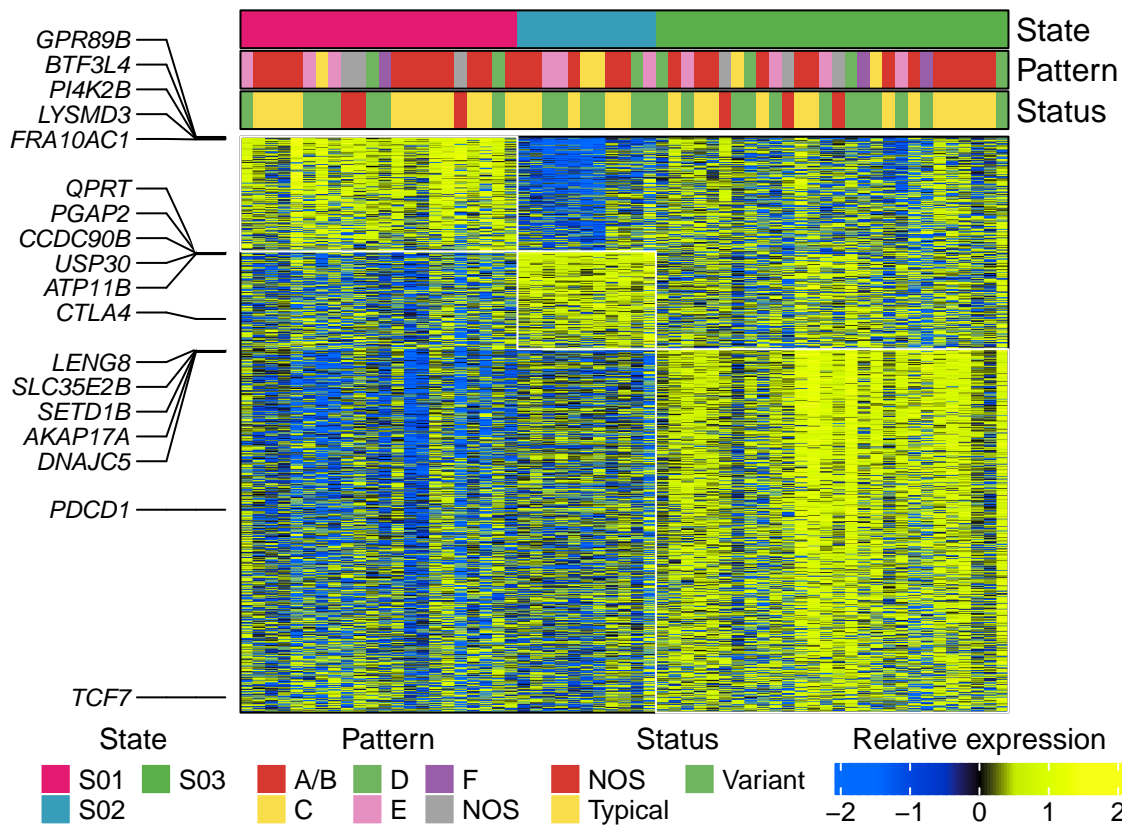 State
Pattern
Status
GPR89B
BTF3L4
PI4K2B
LYSMD3
FRA10AC1
QPRT
PGAP2
CCDC90B
USP30
ATP11B
CTLA4
LENG8
SLC35E2B
SETD1B
AKAP17A
DNAJC5
PDCD1
TCF7
State Pattern Status Relative expression
S01 S03 A/B D F NOS Variant
S02 C E NOS Typical
−2 −1 0 1 2